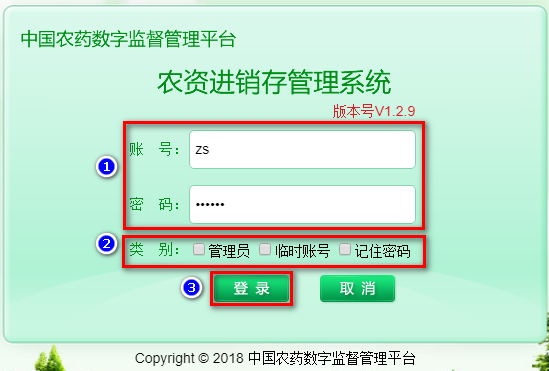 中国农药数字监督管理平台
农资进销存管理系统
版本号V1.2.9
1 账 号： zs
密 码： ••••••
2 类 别： 管理员 临时账号 记住密码
3 登 录 取 消
Copyright © 2018 中国农药数字监督管理平台